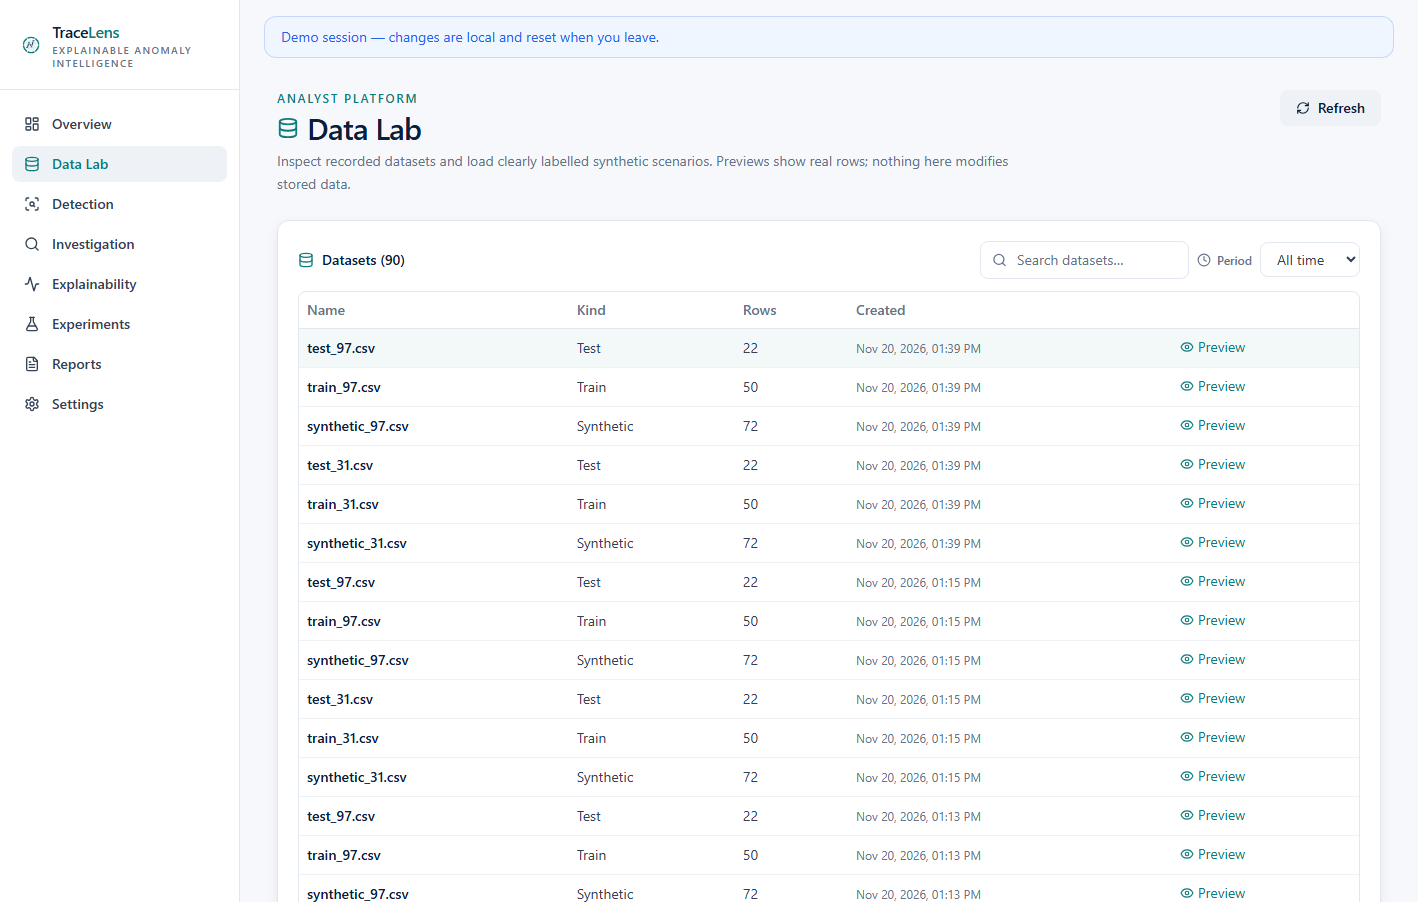 TraceLens
EXPLAINABLE ANOMALY
INTELLIGENCE
Overview
Data Lab
Detection
Investigation
Explainability
Experiments
Reports
Settings
Demo session — changes are local and reset when you leave.
ANALYST PLATFORM
Data Lab
Refresh
Inspect recorded datasets and load clearly labelled synthetic scenarios. Previews show real rows; nothing here modifies
stored data.
Datasets (90)
Search datasets...
Period
All time
Name Kind Rows Created
test_97.csv Test 22 Nov 20, 2026, 01:39 PM Preview
train_97.csv Train 50 Nov 20, 2026, 01:39 PM Preview
synthetic_97.csv Synthetic 72 Nov 20, 2026, 01:39 PM Preview
test_31.csv Test 22 Nov 20, 2026, 01:39 PM Preview
train_31.csv Train 50 Nov 20, 2026, 01:39 PM Preview
synthetic_31.csv Synthetic 72 Nov 20, 2026, 01:39 PM Preview
test_97.csv Test 22 Nov 20, 2026, 01:15 PM Preview
train_97.csv Train 50 Nov 20, 2026, 01:15 PM Preview
synthetic_97.csv Synthetic 72 Nov 20, 2026, 01:15 PM Preview
test_31.csv Test 22 Nov 20, 2026, 01:15 PM Preview
train_31.csv Train 50 Nov 20, 2026, 01:15 PM Preview
synthetic_31.csv Synthetic 72 Nov 20, 2026, 01:15 PM Preview
test_97.csv Test 22 Nov 20, 2026, 01:13 PM Preview
train_97.csv Train 50 Nov 20, 2026, 01:13 PM Preview
synthetic_97.csv Synthetic 72 Nov 20, 2026, 01:13 PM Preview